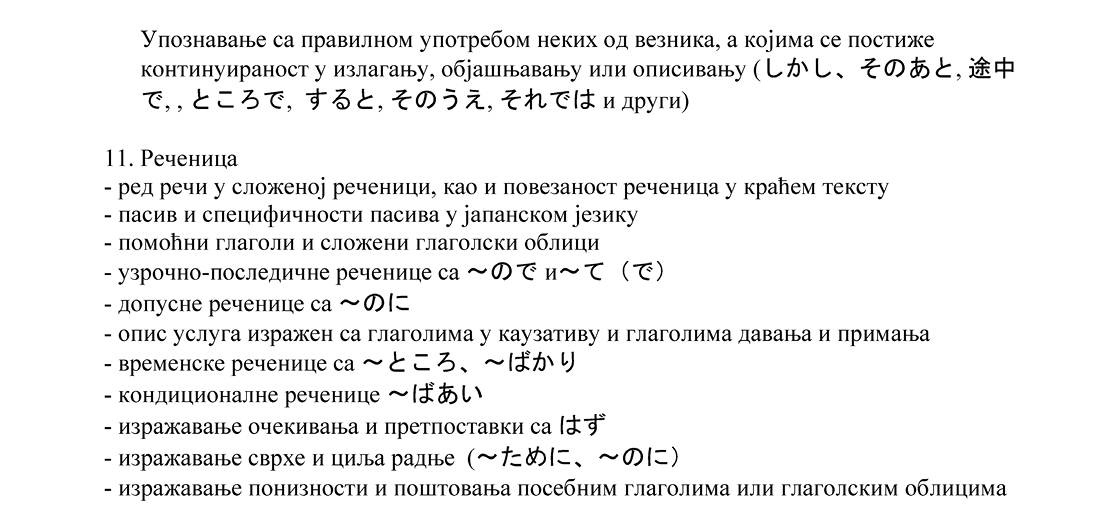 Упознавање са правилном употребом неких од везника, а којима се постиже
континуираност у излагању, објашњавању или описивању (しかし、そのあと, 途中
で, , ところで, すると, そのうえ, それでは и други)
11. Реченица
- ред речи у сложеној реченици, као и повезаност реченица у краћем тексту
- пасив и специфичности пасива у јапанском језику
- помоћни глаголи и сложени глаголски облици
- узрочно-последичне реченице са 〜ので и〜て（で）
- допусне реченице са 〜のに
- опис услуга изражен са глаголима у каузативу и глаголима давања и примања
- временске реченице са 〜ところ、〜ばかり
- кондиционалне реченице 〜ばあい
- изражавање очекивања и претпоставки са はず
- изражавање сврхе и циља радње (〜ために、〜のに）
- изражавање понизности и поштовања посебним глаголима или глаголским облицима